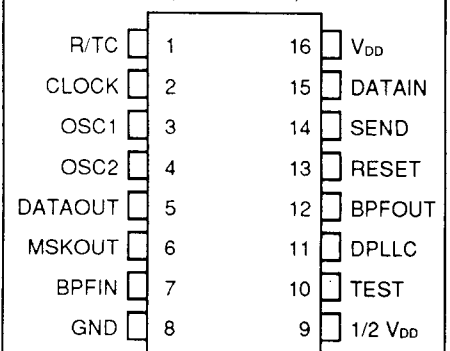 R/TC 1 16 VDD
CLOCK 2 15 DATAIN
OSC1 3 14 SEND
OSC2 4 13 RESET
DATAOUT 5 12 BPFOUT
MSKOUT 6 11 DPLLC
BPFIN 7 10 TEST
GND 8 9 1/2 VDD